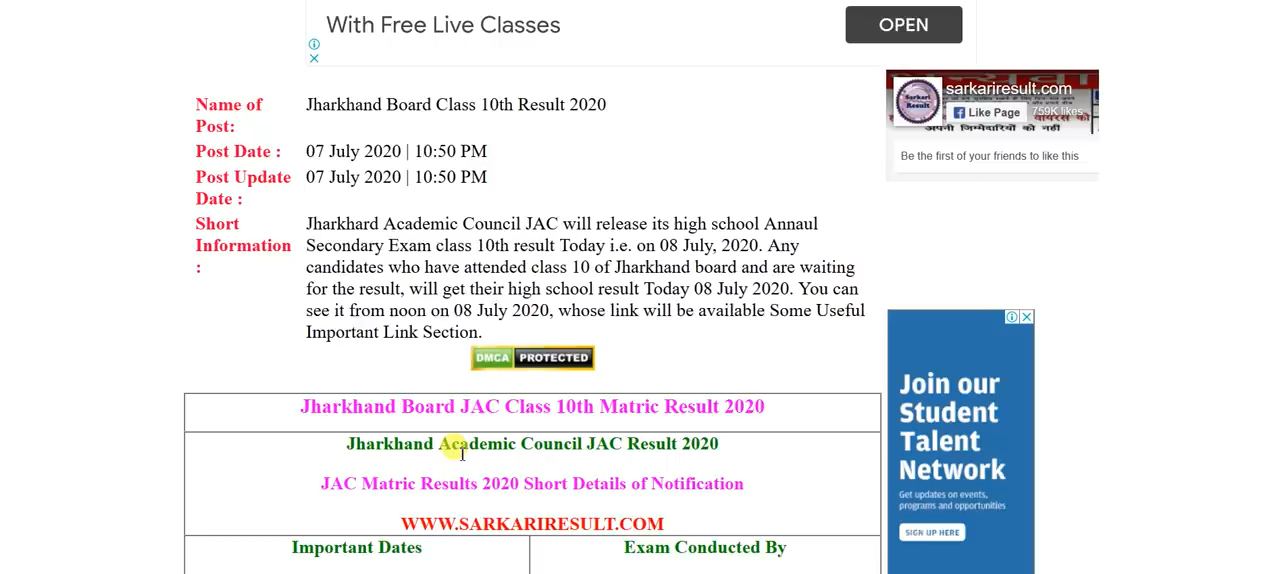 With Free Live Classes
OPEN
Name of
Post:
Jharkhand Board Class 10th Result 2020
Post Date :
07 July 2020 | 10:50 PM
Post Update
Date :
07 July 2020 | 10:50 PM
Short
Information
:
Jharkhard Academic Council JAC will release its high school Annaul
Secondary Exam class 10th result Today i.e. on 08 July, 2020. Any
candidates who have attended class 10 of Jharkhand board and are waiting
for the result, will get their high school result Today 08 July 2020. You can
see it from noon on 08 July 2020, whose link will be available Some Useful
Important Link Section.
DMCA PROTECTED
sarkariresult.com
Sarkari
Result
Like Page
759K likes
वायरस को
अपनी जिम्मेदारियों को नहीं
Be the first of your friends to like this
Jharkhand Board JAC Class 10th Matric Result 2020
Jharkhand Academic Council JAC Result 2020
JAC Matric Results 2020 Short Details of Notification
WWW.SARKARIRESULT.COM
Important Dates
Exam Conducted By
Join our
Student
Talent
Network
Get updates on events,
programs and opportunities
SIGN UP HERE